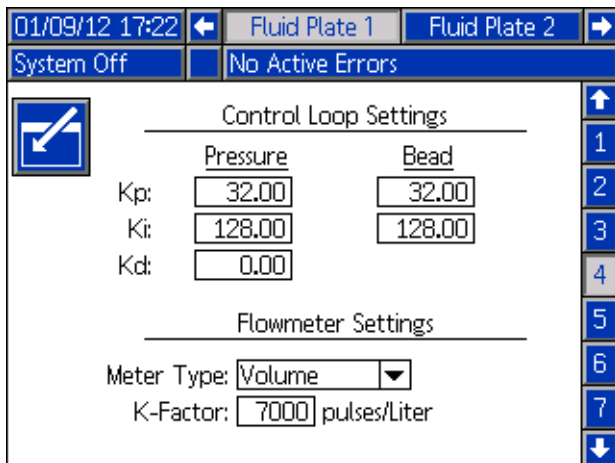 01/09/12 17:22 Fluid Plate 1 Fluid Plate 2
System Off No Active Errors
Control Loop Settings
Pressure Bead
Kp: 32.00 32.00
Ki: 128.00 128.00
Kd: 0.00
Flowmeter Settings
Meter Type: Volume
K-Factor: 7000 pulses/Liter
1
2
3
4
5
6
7